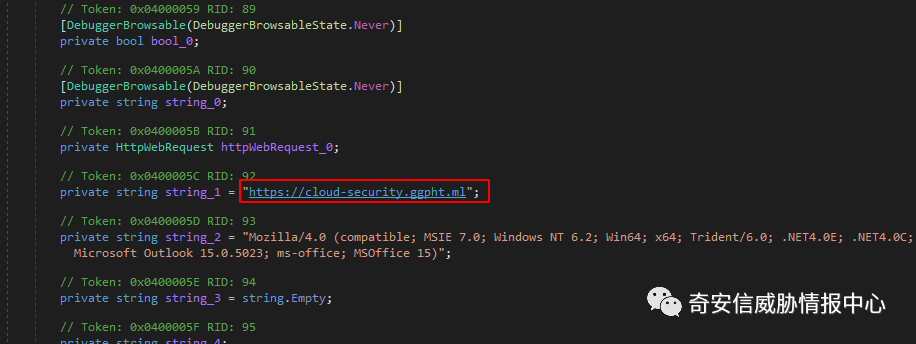 // Token: 0x04000059 RID: 89
[DebuggerBrowsable(DebuggerBrowsableState.Never)]
private bool bool_0;
// Token: 0x0400005A RID: 90
[DebuggerBrowsable(DebuggerBrowsableState.Never)]
private string string_0;
// Token: 0x0400005B RID: 91
private HttpWebRequest httpWebRequest_0;
// Token: 0x0400005C RID: 92
private string string_1 = "https://cloud-security.ggpht.ml";
// Token: 0x0400005D RID: 93
private string string_2 = "Mozilla/4.0 (compatible; MSIE 7.0; Windows NT 6.2; Win64; x64; Trident/6.0; .NET4.0E; .NET4.0C;
Microsoft Outlook 15.0.5023; ms-office; MSOffice 15)";
// Token: 0x0400005E RID: 94
private string string_3 = string.Empty;
// Token: 0x0400005F RID: 95
private string string_4;
奇安信威胁情报中心